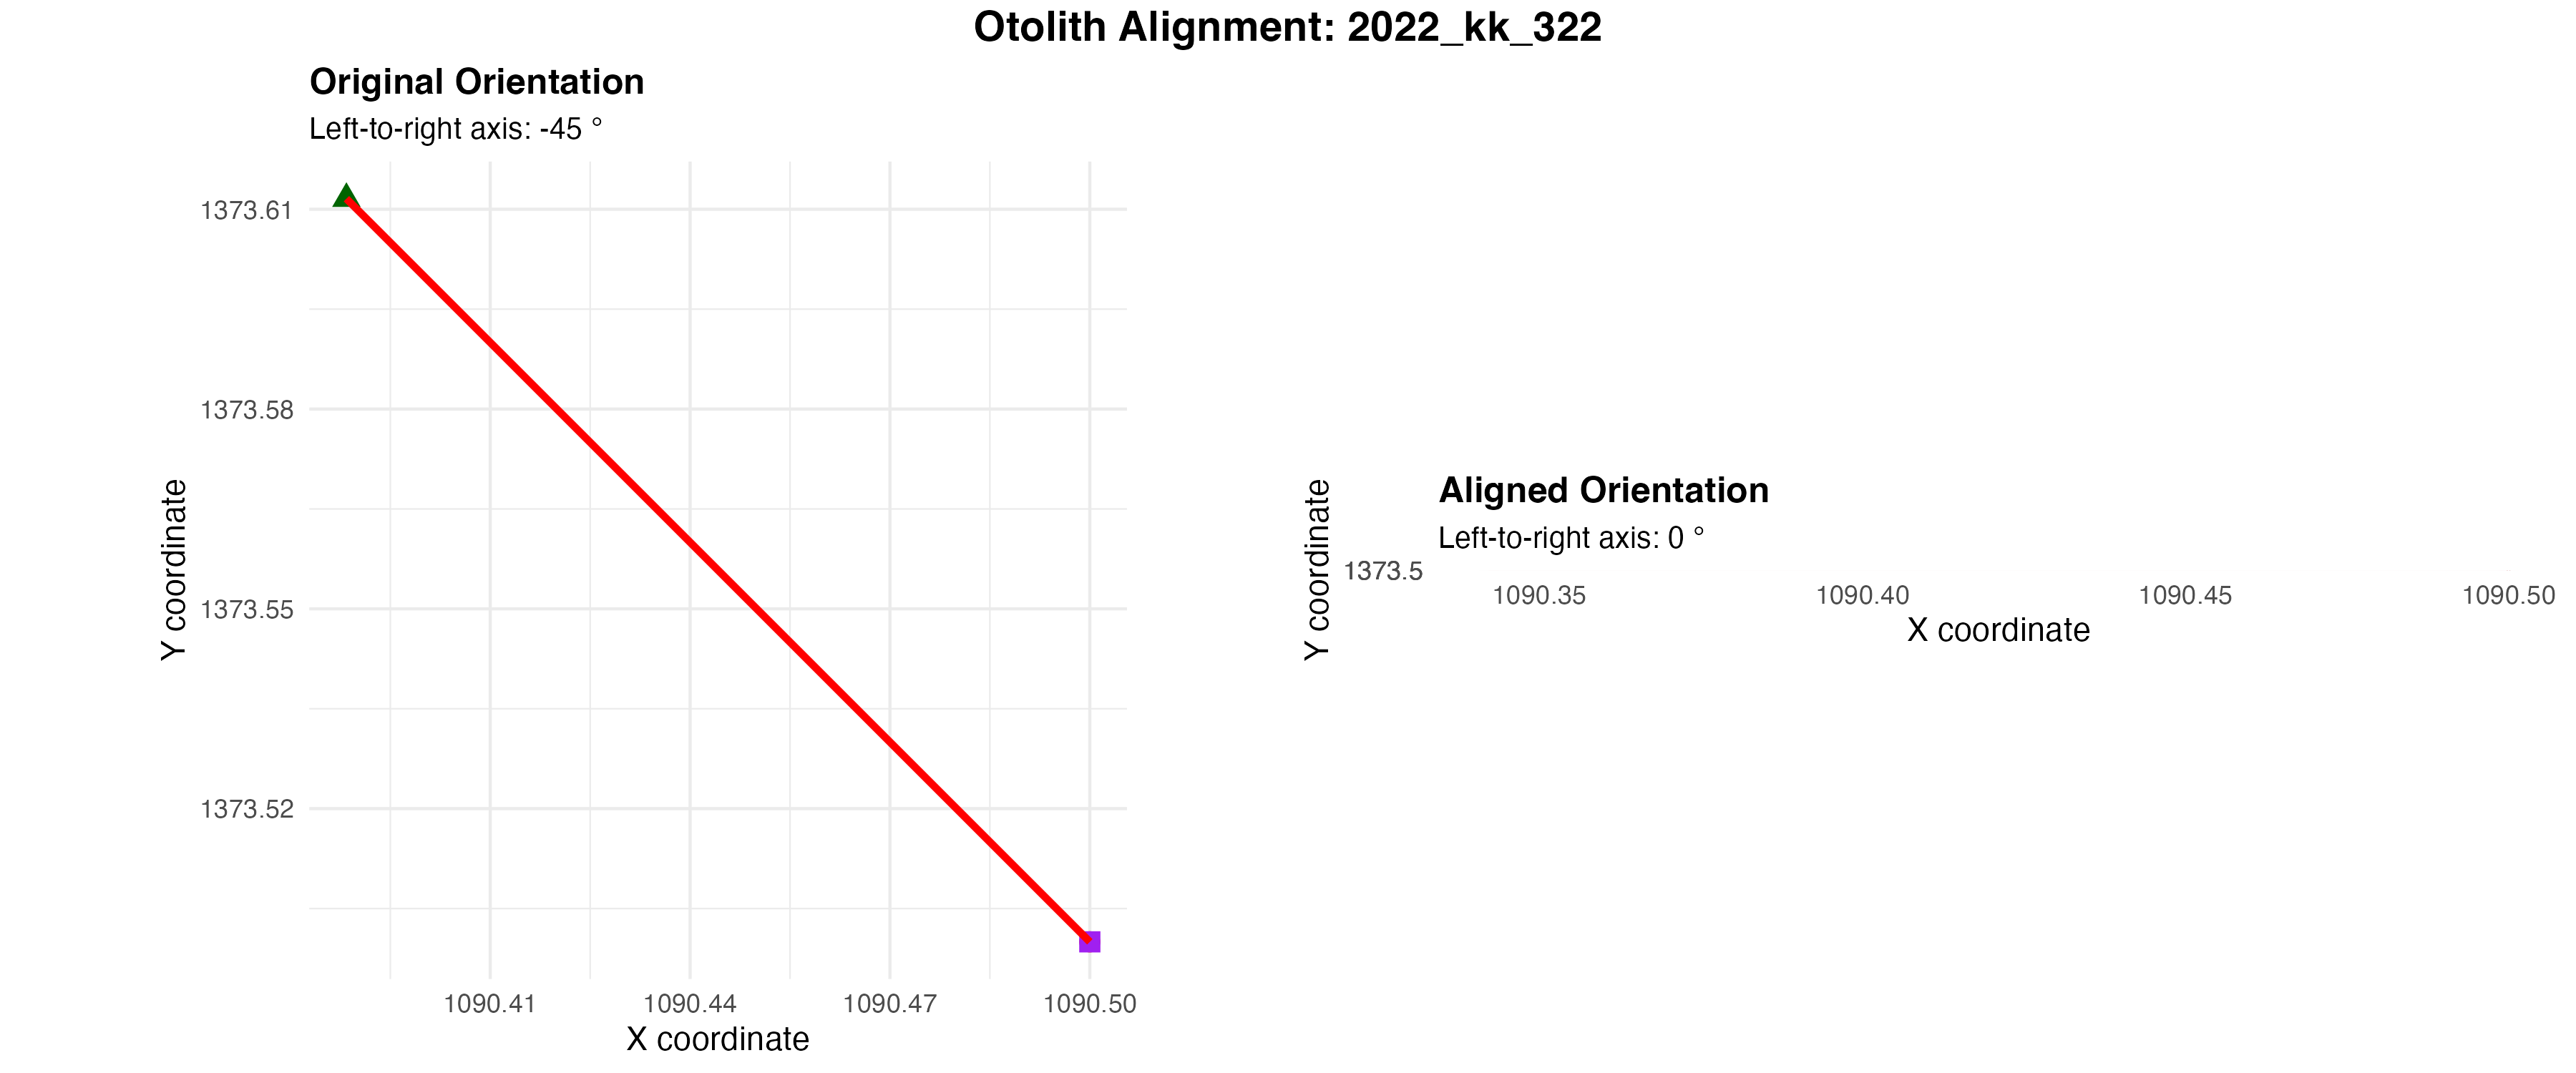 Otolith Alignment: 2022_kk_322
Original Orientation
Left-to-right axis: -45 °
1373.61
1373.58
1373.55
1373.52
Y coordinate
1090.41 1090.44 1090.47 1090.50
X coordinate
Aligned Orientation
Left-to-right axis: 0 °
Y coordinate
1373.5
1090.35 1090.40 1090.45 1090.50
X coordinate